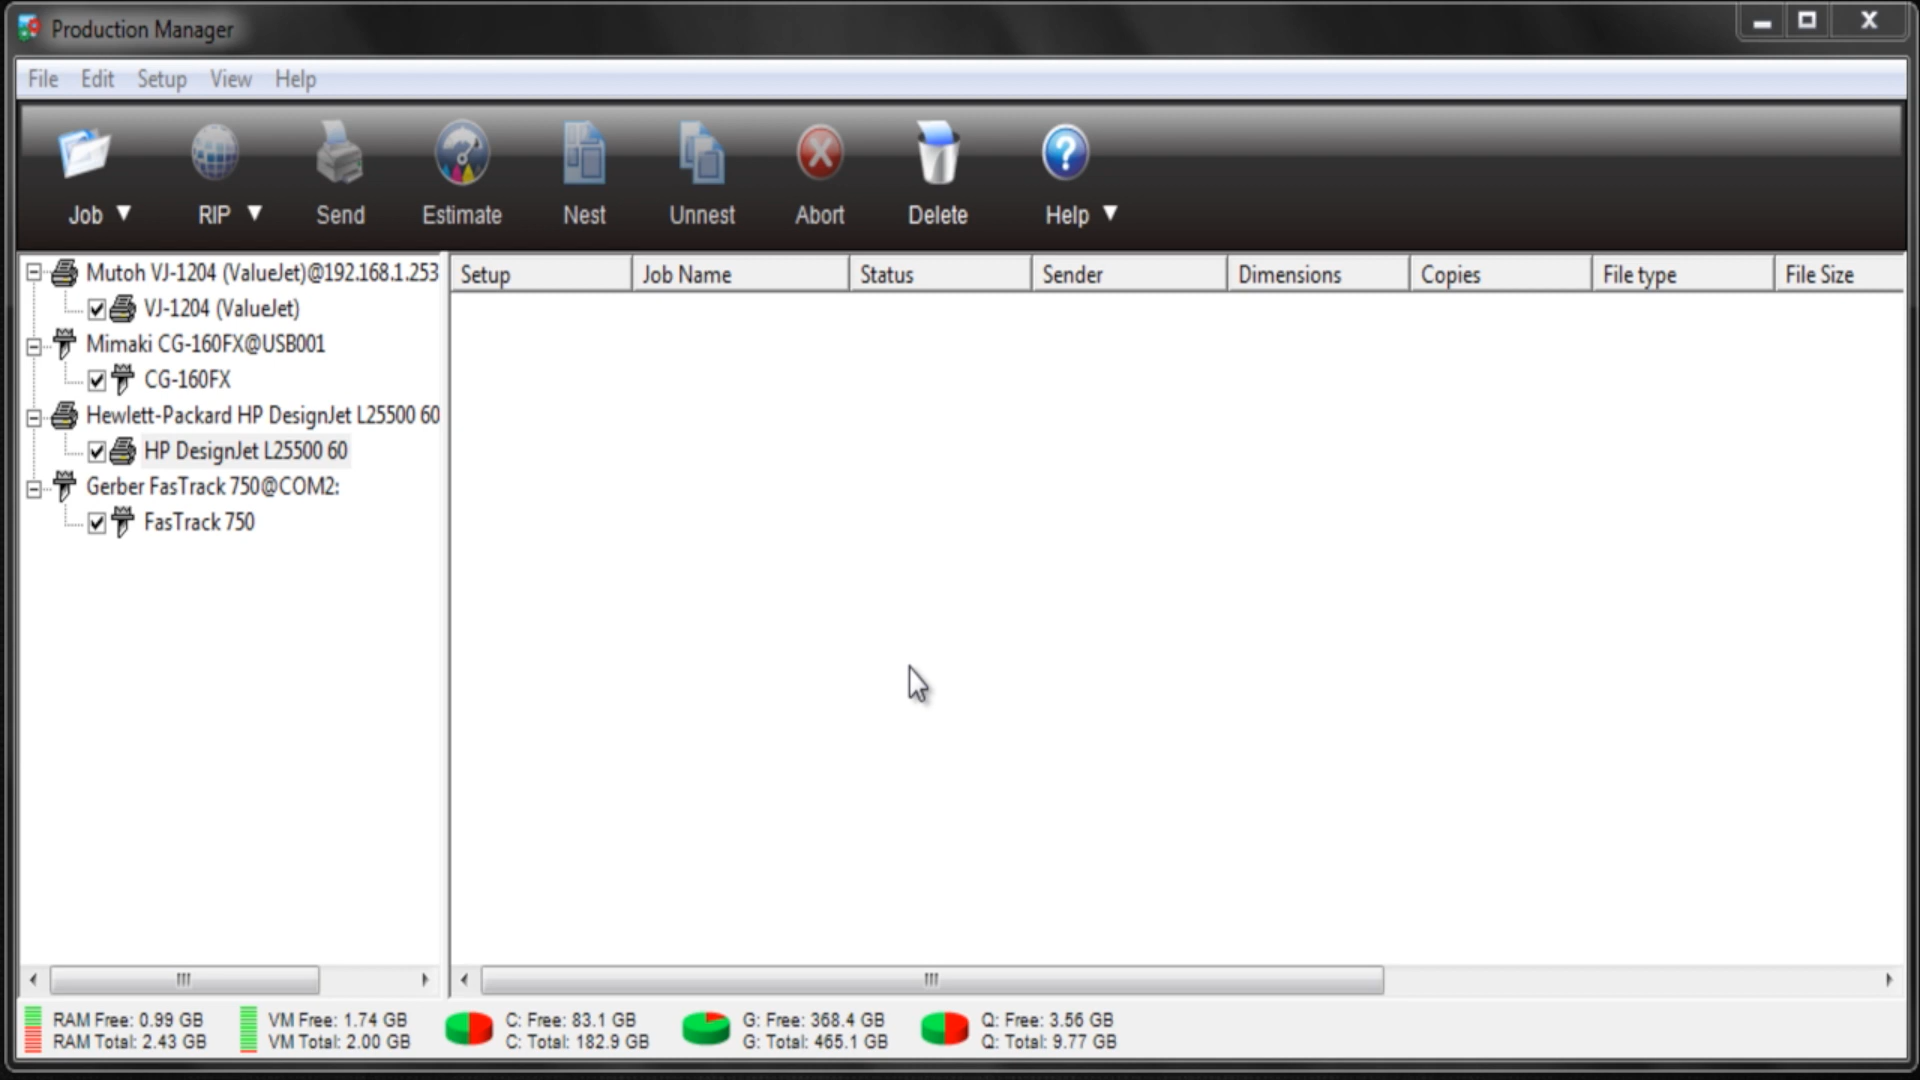 Production Manager
File Edit Setup View Help
Job RIP Send Estimate Nest Unnest Abort Delete Help
Mutoh VJ-1204 (ValueJet)@192.168.1.253
VJ-1204 (ValueJet)
Mimaki CG-160FX@USB001
CG-160FX
Hewlett-Packard HP DesignJet L25500 60
HP DesignJet L25500 60
Gerber FasTrack 750@COM2:
FasTrack 750
Setup Job Name Status Sender Dimensions Copies File type File Size
RAM Free: 0.99 GB VM Free: 1.74 GB C: Free: 83.1 GB G: Free: 368.4 GB Q: Free: 3.56 GB
RAM Total: 2.43 GB VM Total: 2.00 GB C: Total: 182.9 GB G: Total: 465.1 GB Q: Total: 9.77 GB